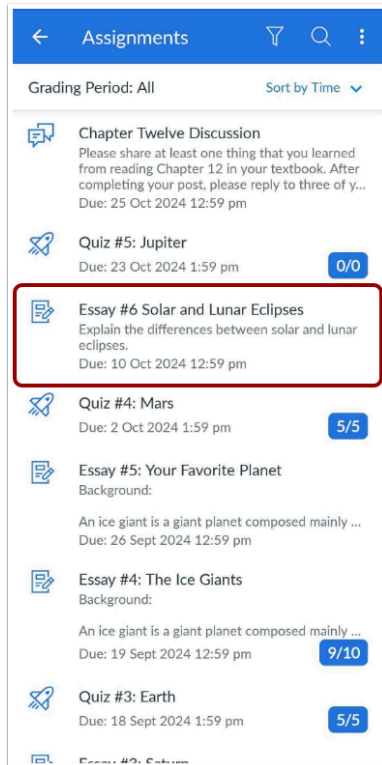 Assignments
Grading Period: All
Sort by Time
Chapter Twelve Discussion
Please share at least one thing that you learned
from reading Chapter 12 in your textbook. After
completing your post, please reply to three of y...
Due: 25 Oct 2024 12:59 pm
Quiz #5: Jupiter
Due: 23 Oct 2024 1:59 pm
0/0
Essay #6 Solar and Lunar Eclipses
Explain the differences between solar and lunar
eclipses.
Due: 10 Oct 2024 12:59 pm
Quiz #4: Mars
Due: 2 Oct 2024 1:59 pm
5/5
Essay #5: Your Favorite Planet
Background:
An ice giant is a giant planet composed mainly ...
Due: 26 Sept 2024 12:59 pm
Essay #4: The Ice Giants
Background:
An ice giant is a giant planet composed mainly ...
Due: 19 Sept 2024 12:59 pm
9/10
Quiz #3: Earth
Due: 18 Sept 2024 1:59 pm
5/5
Essay #3: Saturn